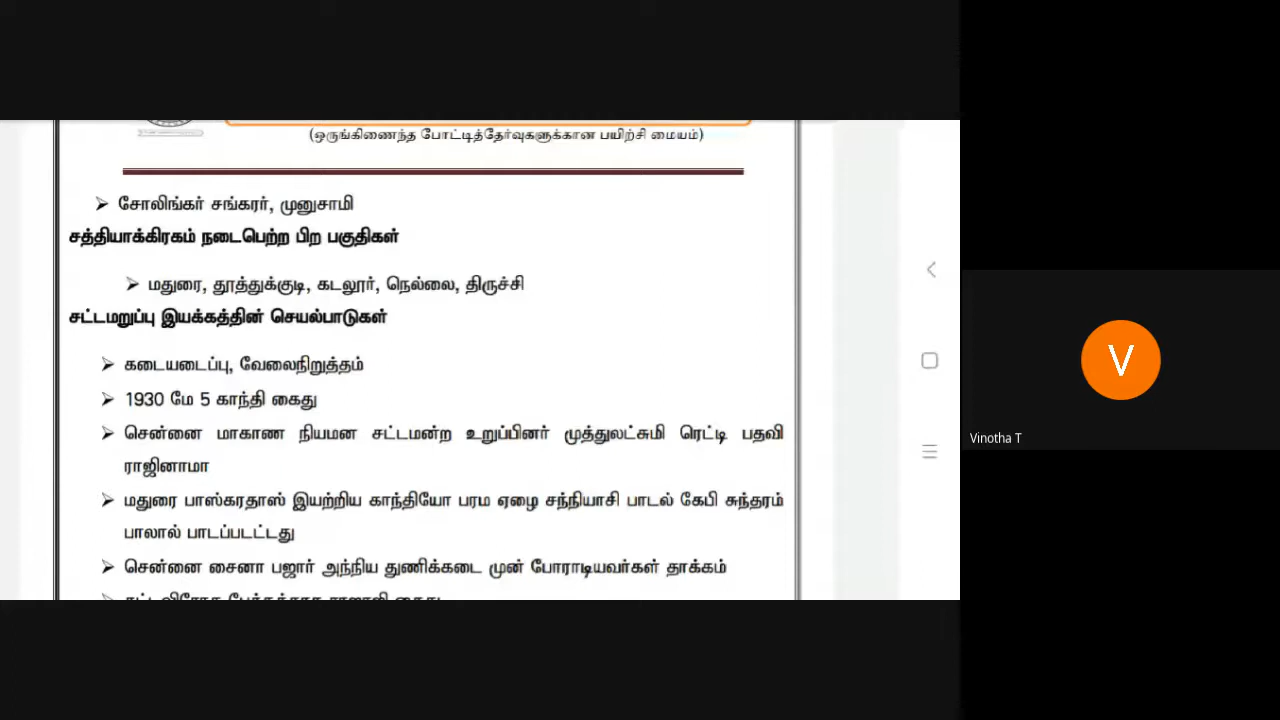 (ஒருங்கிணைந்த போட்டித்தேர்வுகளுக்கான பயிற்சி மையம்)
➢ சோலிங்கர் சங்கரர், முனுசாமி
சத்தியாக்கிரகம் நடைபெற்ற பிற பகுதிகள்
➢ மதுரை, தூத்துக்குடி, கடலூர், நெல்லை, திருச்சி
சட்டமறுப்பு இயக்கத்தின் செயல்பாடுகள்
➢ கடையடைப்பு, வேலைநிறுத்தம்
➢ 1930 மே 5 காந்தி கைது
➢ சென்னை மாகாண நியமன சட்டமன்ற உறுப்பினர் முத்துலட்சுமி ரெட்டி பதவி
ராஜினாமா
➢ மதுரை பாஸ்கரதாஸ் இயற்றிய காந்தியோ பரம ஏழை சந்நியாசி பாடல் கேபி சுந்தரம்
பாலால் பாடப்படட்டது
➢ சென்னை சைனா பஜார் அந்நிய துணிக்கடை முன் போராடியவர்கள் தாக்கம்
V
Vinotha T